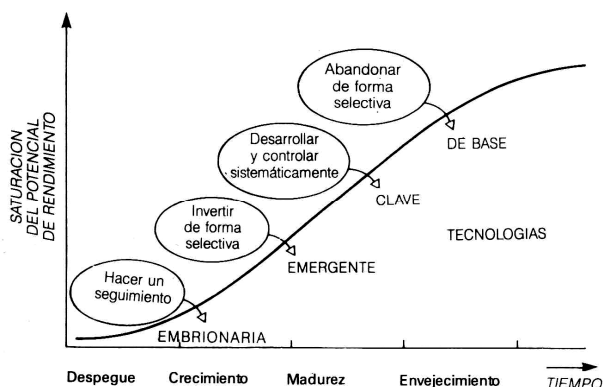 SATURACION
DEL POTENCIAL
DE RENDIMIENTO
Abandonar
de forma
selectiva
DE BASE
Desarrollar
y controlar
sistemáticamente
CLAVE
Invertir
de forma
selectiva
TECNOLOGIAS
EMERGENTE
Hacer un
seguimiento
EMBRIONARIA
Despegue Crecimiento Madurez Envejecimiento TIEMPO